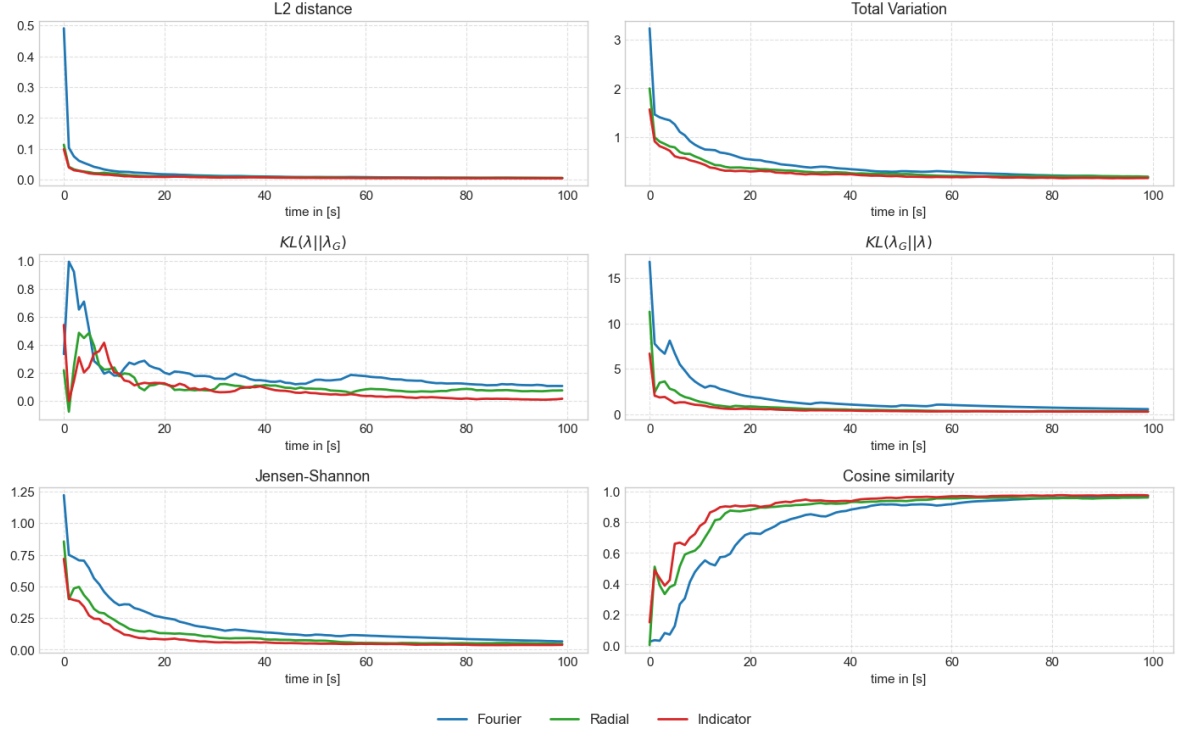 L2 distance
0.5
0.4
0.3
0.2
0.1
0.0
0 20 40 60 80 100
time in [s]
Total Variation
3
2
1
0 20 40 60 80 100
time in [s]
KL(λ||λ_G)
1.0
0.8
0.6
0.4
0.2
0.0
0 20 40 60 80 100
time in [s]
KL(λ_G||λ)
15
10
5
0
0 20 40 60 80 100
time in [s]
Jensen-Shannon
1.25
1.00
0.75
0.50
0.25
0.00
0 20 40 60 80 100
time in [s]
Cosine similarity
1.0
0.8
0.6
0.4
0.2
0.0
0 20 40 60 80 100
time in [s]
Fourier Radial Indicator